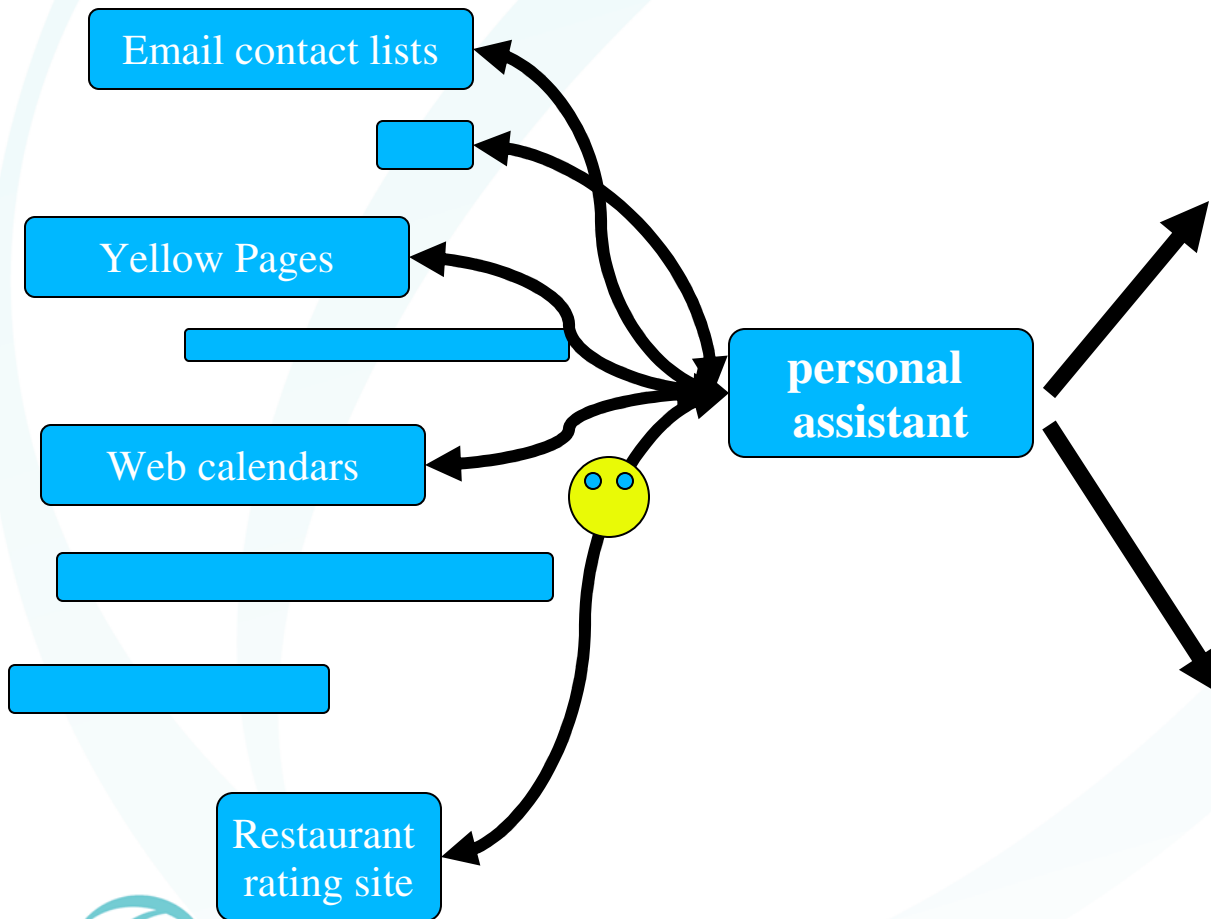 Email contact lists
Yellow Pages
personal
assistant
Web calendars
Restaurant
rating site